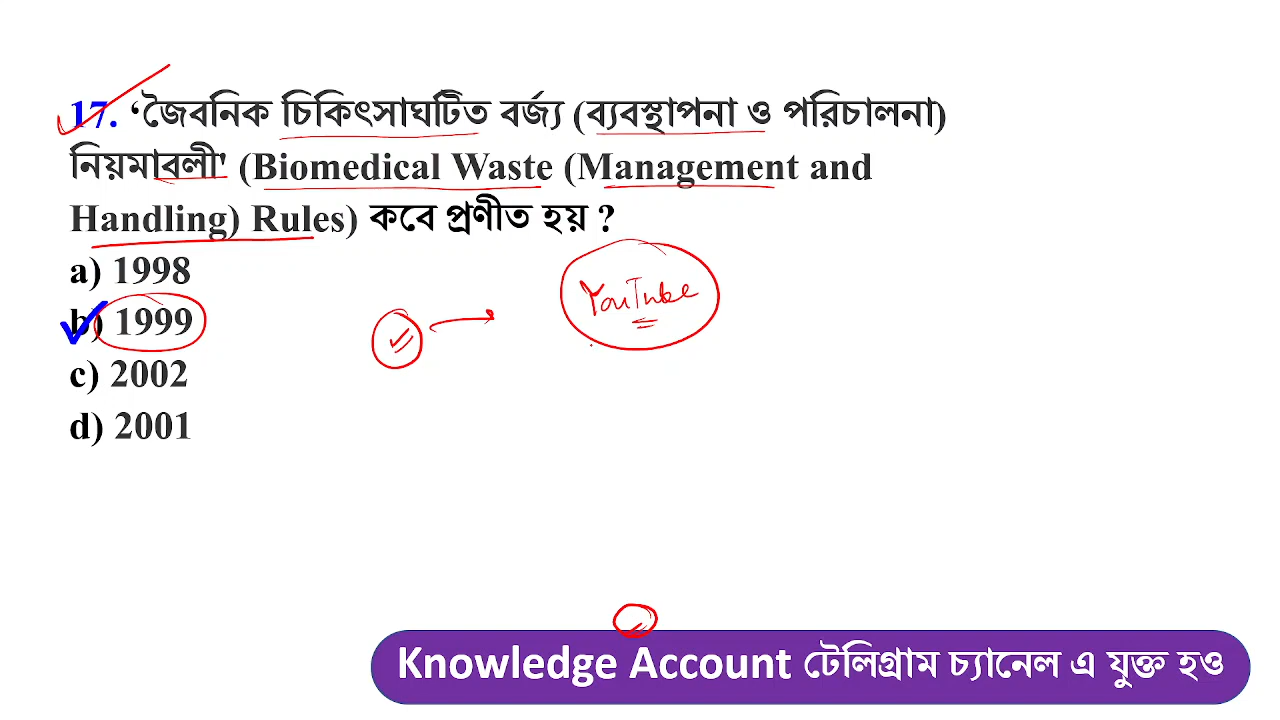 17. ‘জৈবনিক চিকিৎসাঘটিত বর্জ্য (ব্যবস্থাপনা ও পরিচালনা)
নিয়মাবলী' (Biomedical Waste (Management and
Handling) Rules) কবে প্রণীত হয় ?
a) 1998
b) 1999
c) 2002
d) 2001
YouTube
Knowledge Account টেলিগ্রাম চ্যানেল এ যুক্ত হও